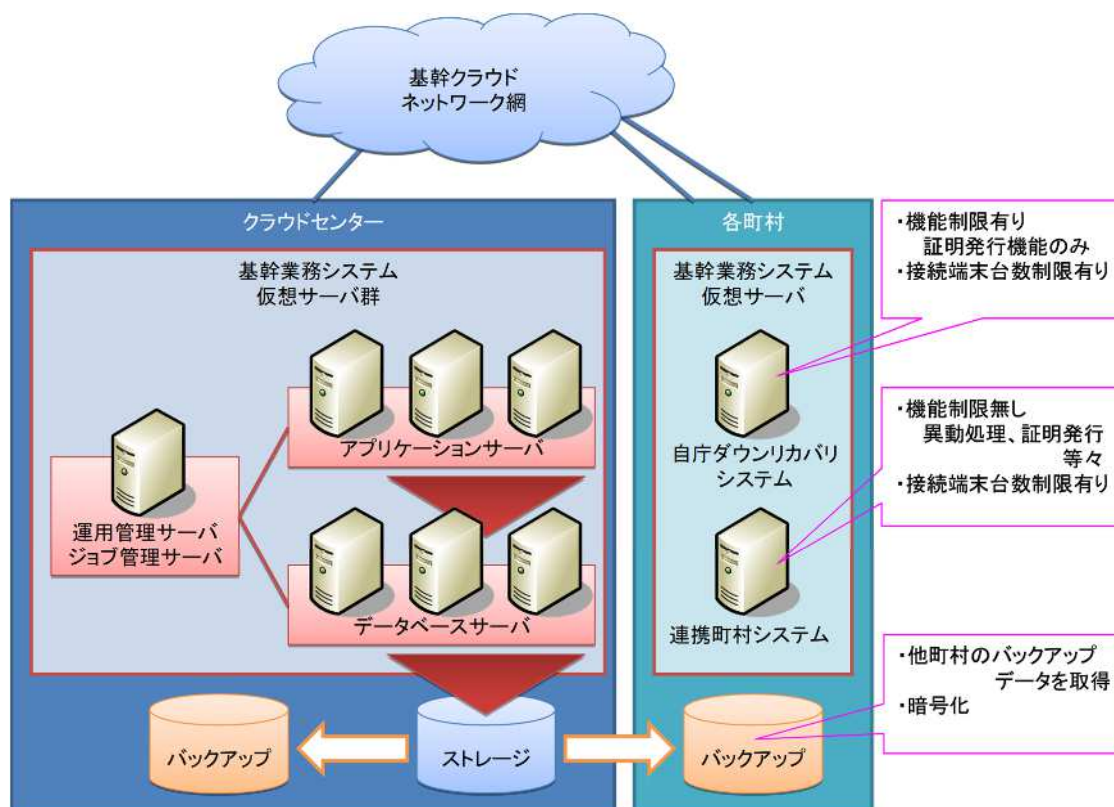 基幹クラウド
ネットワーク網
クラウドセンター
基幹業務システム
仮想サーバ群
アプリケーションサーバ
運用管理サーバ
ジョブ管理サーバ
データベースサーバ
バックアップ
ストレージ
各町村
基幹業務システム
仮想サーバ
自庁ダウンリカバリ
システム
連携町村システム
バックアップ
・機能制限有り
証明発行機能のみ
・接続端末台数制限有り
・機能制限無し
異動処理、証明発行
等々
・接続端末台数制限有り
・他町村のバックアップ
データを取得
・暗号化